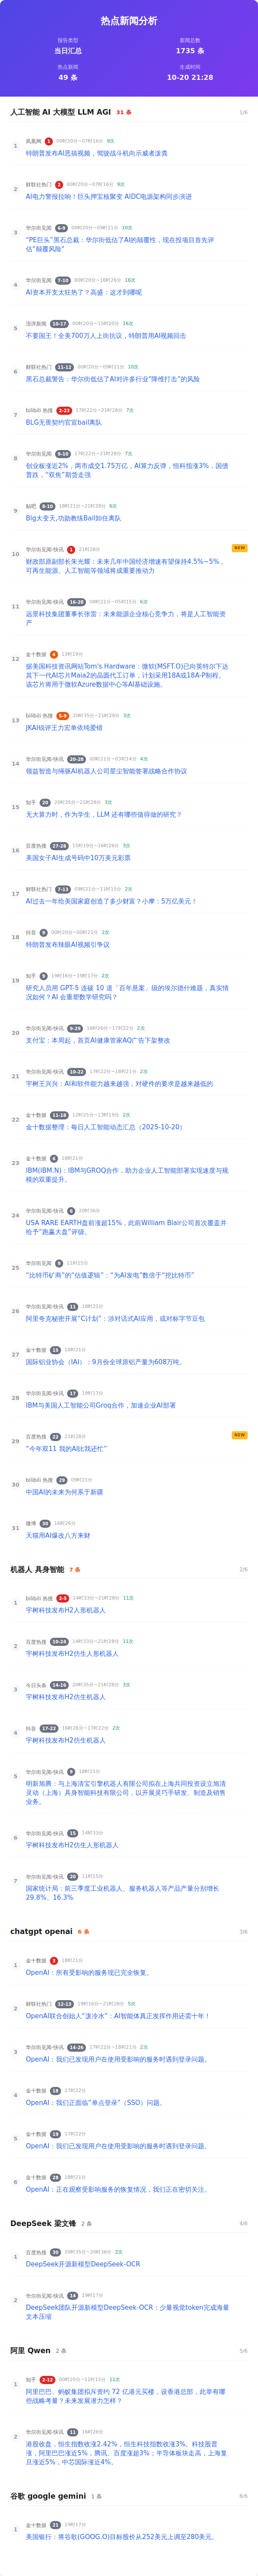 热点新闻分析
报告类型
当日汇总
新闻总数
1735 条
热点新闻
49 条
生成时间
10-20 21:28
人工智能 AI 大模型 LLM AGI 31 条 1/6
1 凤凰网 1 00时20分~07时16分 9次
特朗普发布AI恶搞视频，驾驶战斗机向示威者泼粪
2 财联社热门 2 00时20分~07时16分 9次
AI电力警报拉响！巨头押宝核聚变 AIDC电源架构同步演进
3 华尔街见闻 6-9 00时20分~09时21分 10次
“PE巨头”黑石总裁：华尔街低估了AI的颠覆性，现在投项目首先评
估“颠覆风险”
4 华尔街见闻 7-10 00时20分~16时26分 16次
AI资本开支太狂热了？高盛：这才到哪呢
5 澎湃新闻 10-17 00时20分~15时20分 16次
不要国王！全美700万人上街抗议，特朗普用AI视频回击
6 财联社热门 11-12 00时20分~09时21分 10次
黑石总裁警告：华尔街低估了AI对许多行业“降维打击”的风险
7 bilibili 热搜 2-23 17时22分~21时28分 7次
BLG无畏契约官宣bail离队
8 华尔街见闻 9-10 17时22分~21时28分 7次
创业板涨近2%，两市成交1.75万亿，AI算力反弹，恒科指涨3%，国债
普跌，“双焦”期货走强
9 贴吧 8-10 18时21分~21时28分 6次
Big大变天,功勋教练Bail卸任离队
10 华尔街见闻-快讯 1 21时28分 NEW
财政部原副部长朱光耀：未来几年中国经济增速有望保持4.5%~5%，
可再生能源、人工智能等领域将成重要推动力
11 华尔街见闻-快讯 16-20 00时21分~05时15分 6次
远景科技集团董事长张雷：未来能源企业核心竞争力，将是人工智能资
产
12 金十数据 4 13时19分
据美国科技资讯网站Tom's Hardware：微软(MSFT.O)已向英特尔下达
其下一代AI芯片Maia2的晶圆代工订单，计划采用18A或18A-P制程。
该芯片将用于微软Azure数据中心等AI基础设施。
13 bilibili 热搜 5-9 20时35分~21时28分 3次
JKAI锐评王力宏单依纯爱错
14 华尔街见闻-快讯 20-28 00时21分~03时14分 4次
领益智造与绳驱AI机器人公司星尘智能签署战略合作协议
15 知乎 20 20时35分~21时28分 3次
无大算力时，作为学生，LLM 还有哪些值得做的研究？
16 百度热搜 27-28 15时19分~16时26分 3次
美国女子AI生成号码中10万美元彩票
17 财联社热门 7-13 09时21分~11时15分 2次
AI过去一年给美国家庭创造了多少财富？小摩：5万亿美元！
18 抖音 9 00时20分~00时21分 2次
特朗普发布辣眼AI视频引争议
19 知乎 9 19时16分~19时17分 2次
研究人员用 GPT-5 连破 10 道「百年悬案」级的埃尔德什难题，真实情
况如何？AI 会重塑数学研究吗？
20 华尔街见闻-快讯 9-29 16时26分~17时22分 2次
支付宝：本周起，首页AI健康管家AQ广告下架整改
21 华尔街见闻-快讯 10-22 17时22分~18时21分 2次
宇树王兴兴：AI和软件能力越来越强，对硬件的要求是越来越低的
22 金十数据 11-18 12时25分~13时19分 2次
金十数据整理：每日人工智能动态汇总（2025-10-20）
23 金十数据 6 18时21分
IBM(IBM.N)：IBM与GROQ合作，助力企业人工智能部署实现速度与规
模的双重提升。
24 华尔街见闻-快讯 8 20时36分
USA RARE EARTH盘前涨超15%，此前William Blair公司首次覆盖并
给予“跑赢大盘”评级。
25 华尔街见闻 9 11时15分
“比特币矿商”的“估值逻辑”：“为AI发电”数倍于“挖比特币”
26 华尔街见闻-快讯 11 18时21分
阿里夸克秘密开展“C计划”：涉对话式AI应用，或对标字节豆包
27 金十数据 15 18时21分
国际铝业协会（IAI）：9月份全球原铝产量为608万吨。
28 华尔街见闻-快讯 17 19时17分
IBM与美国人工智能公司Groq合作，加速企业AI部署
29 百度热搜 22 21时28分 NEW
“今年双11 我的AI比我还忙”
30 bilibili 热搜 29 09时21分
中国AI的未来为何系于新疆
31 微博 30 16时26分
天猫用AI爆改八方来财
机器人 具身智能 7 条 2/6
1 bilibili 热搜 2-5 14时33分~21时28分 11次
宇树科技发布H2人形机器人
2 百度热搜 10-24 14时33分~21时28分 11次
宇树科技发布H2仿生人形机器人
3 今日头条 14-16 20时35分~21时28分 3次
宇树科技发布H2仿生机器人
4 抖音 17-22 16时26分~17时22分 2次
宇树科技发布H2仿生机器人
5 华尔街见闻-快讯 9 18时21分
明新旭腾：与上海清宝引擎机器人有限公司拟在上海共同投资设立旭清
灵动（上海）具身智能科技有限公司，以开展灵巧手研发、制造及销售
业务。
6 华尔街见闻-快讯 15 14时33分
宇树科技发布H2仿生人形机器人
7 华尔街见闻-快讯 20 11时15分
国家统计局：前三季度工业机器人、服务机器人等产品产量分别增长
29.8%、16.3%
chatgpt openai 6 条 3/6
1 金十数据 3 18时21分
OpenAI：所有受影响的服务现已完全恢复。
2 财联社热门 12-13 19时16分~21时28分 5次
OpenAI联合创始人“泼冷水”：AI智能体真正发挥作用还需十年！
3 华尔街见闻-快讯 14-26 17时22分~18时21分 2次
OpenAI：我们已发现用户在使用受影响的服务时遇到登录问题。
4 金十数据 18 17时22分
OpenAI：我们正面临“单点登录”（SSO）问题。
5 金十数据 19 17时22分
OpenAI：我们已发现用户在使用受影响的服务时遇到登录问题。
6 金十数据 28 18时21分
OpenAI：正在观察受影响服务的恢复情况，我们正在密切关注。
DeepSeek 梁文锋 2 条 4/6
1 百度热搜 30 20时35分~20时36分 2次
DeepSeek开源新模型DeepSeek-OCR
2 华尔街见闻-快讯 14 19时17分
DeepSeek团队开源新模型DeepSeek-OCR：少量视觉token完成海量
文本压缩
阿里 Qwen 2 条 5/6
1 知乎 2-12 00时20分~11时15分 11次
阿里巴巴、蚂蚁集团拟斥资约 72 亿港元买楼，设香港总部，此举有哪
些战略考量？未来发展潜力怎样？
2 华尔街见闻-快讯 11 16时26分
港股收盘，恒生指数收涨2.42%，恒生科技指数收涨3%。科技股普
涨，阿里巴巴涨近5%，腾讯、百度涨超3%；半导体板块走高，上海复
旦涨近5%，中芯国际涨近4%。
谷歌 google gemini 1 条 6/6
1 金十数据 21 19时17分
美国银行：将谷歌(GOOG.O)目标股价从252美元上调至280美元。